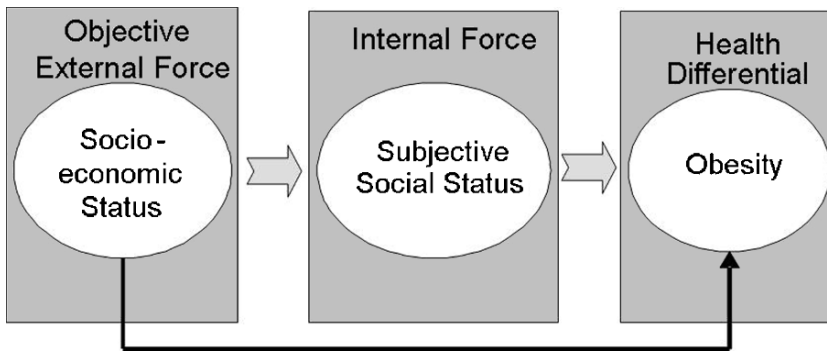 Objective
External Force
Socio-
economic
Status
Internal Force
Subjective
Social Status
Health
Differential
Obesity